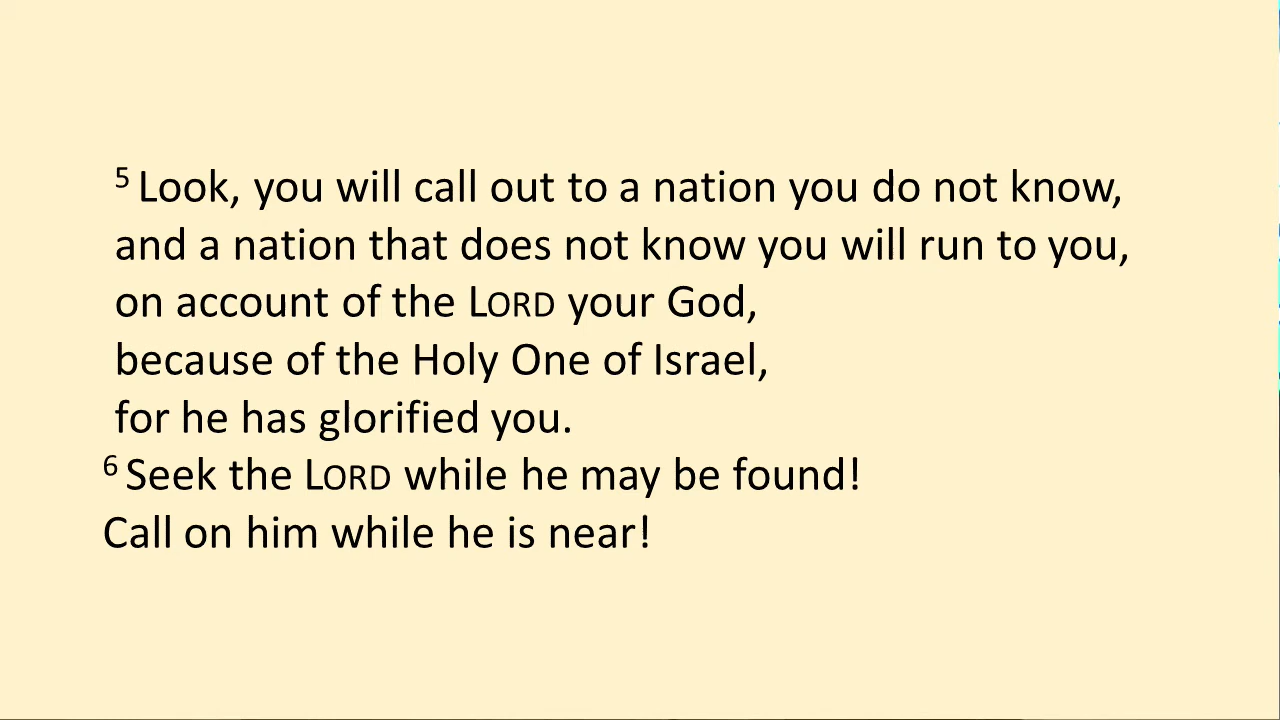 5 Look, you will call out to a nation you do not know,
and a nation that does not know you will run to you,
on account of the LORD your God,
because of the Holy One of Israel,
for he has glorified you.
6 Seek the LORD while he may be found!
Call on him while he is near!